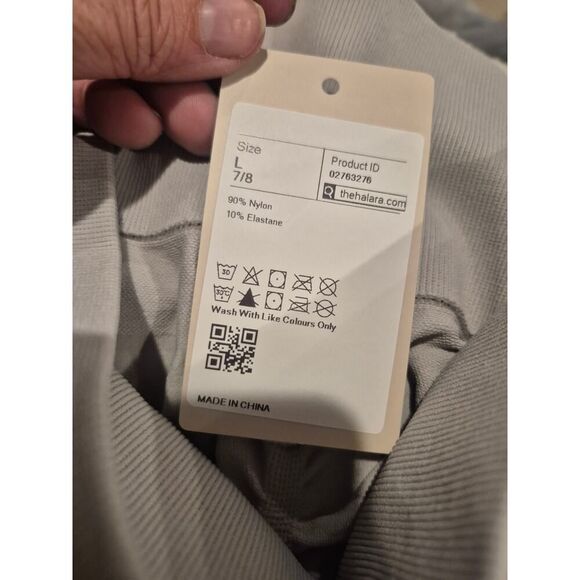 Size
L
7/8
Product ID
02763276
thehalara.com
90% Nylon
10% Elastane
30
30°C
Wash With Like Colours Only
MADE IN CHINA